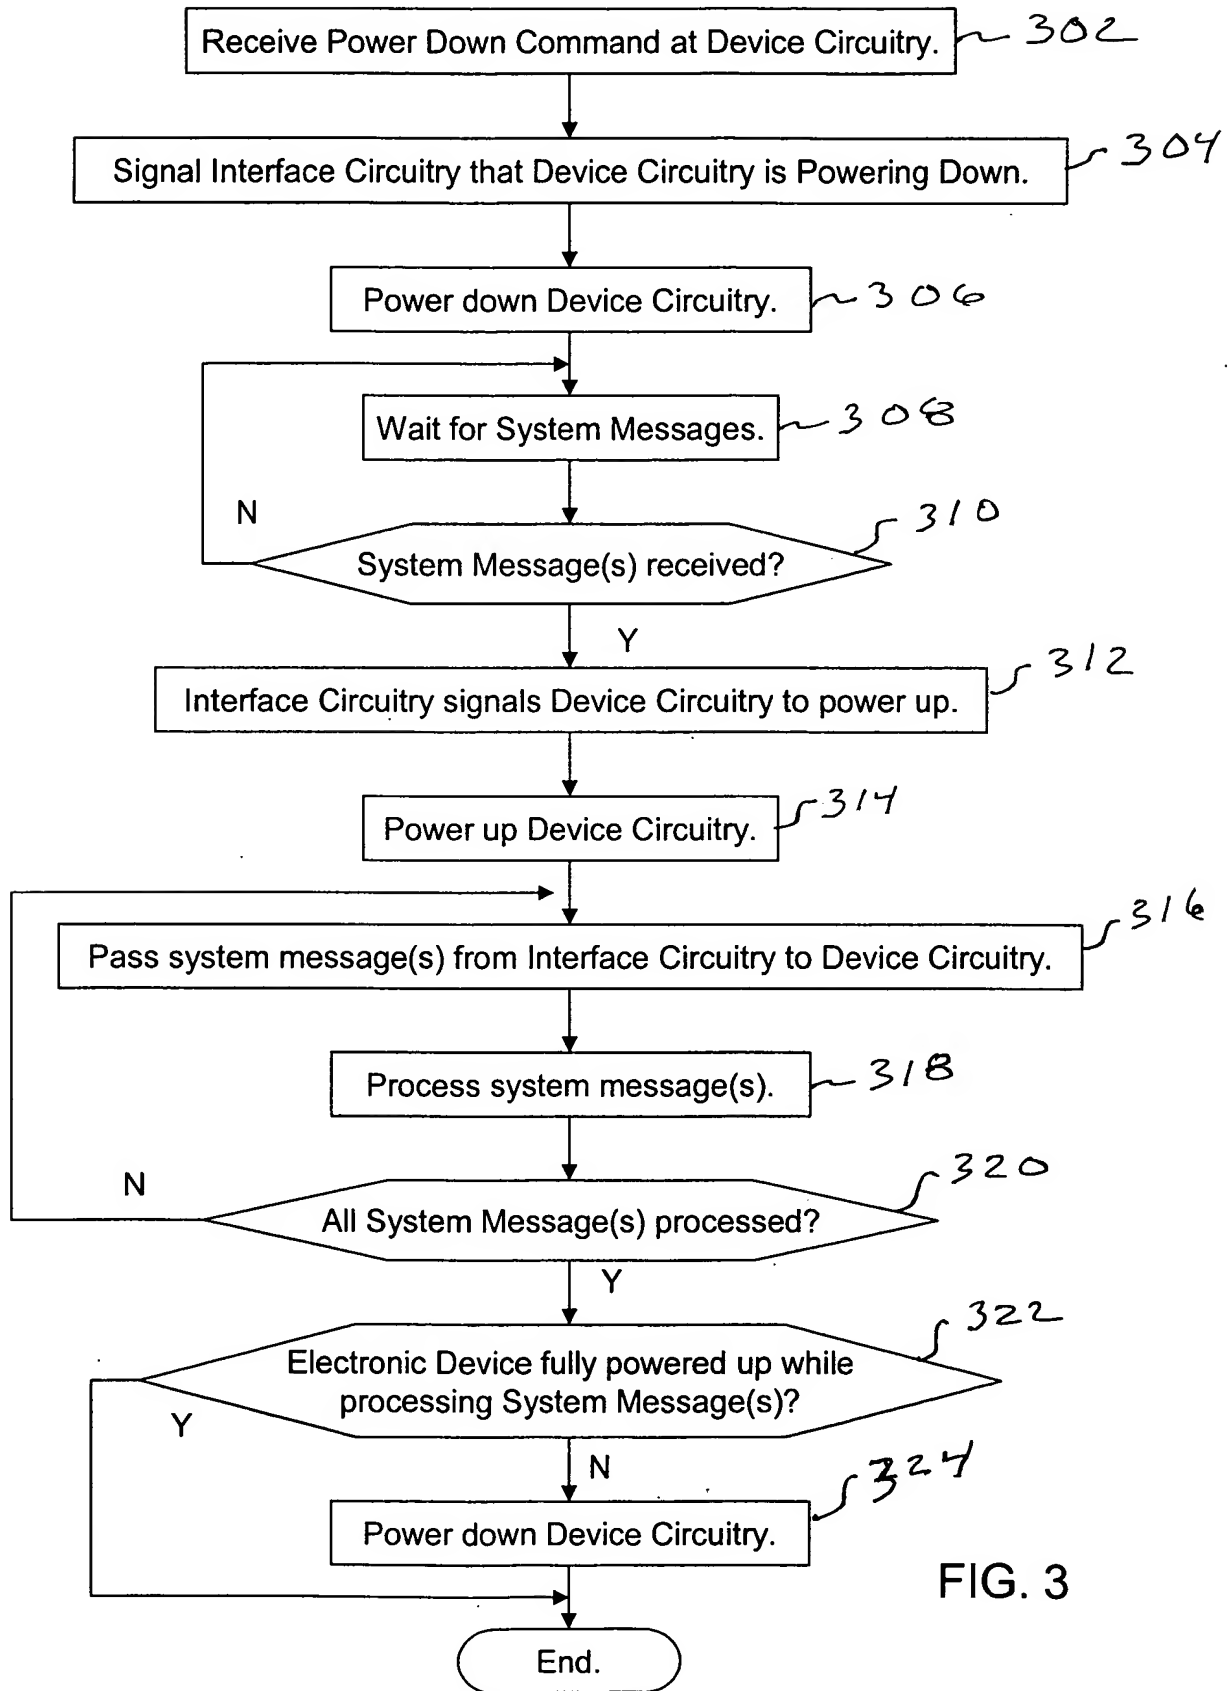 Receive Power Down Command at Device Circuitry. 302
Signal Interface Circuitry that Device Circuitry is Powering Down. 304
Power down Device Circuitry. 306
Wait for System Messages. 308
N
310
System Message(s) received?
Y
312
Interface Circuitry signals Device Circuitry to power up.
314
Power up Device Circuitry.
316
Pass system message(s) from Interface Circuitry to Device Circuitry.
Process system message(s). 318
N
320
All System Message(s) processed?
Y
322
Electronic Device fully powered up while
processing System Message(s)?
Y
N
324
Power down Device Circuitry.
FIG. 3
End.